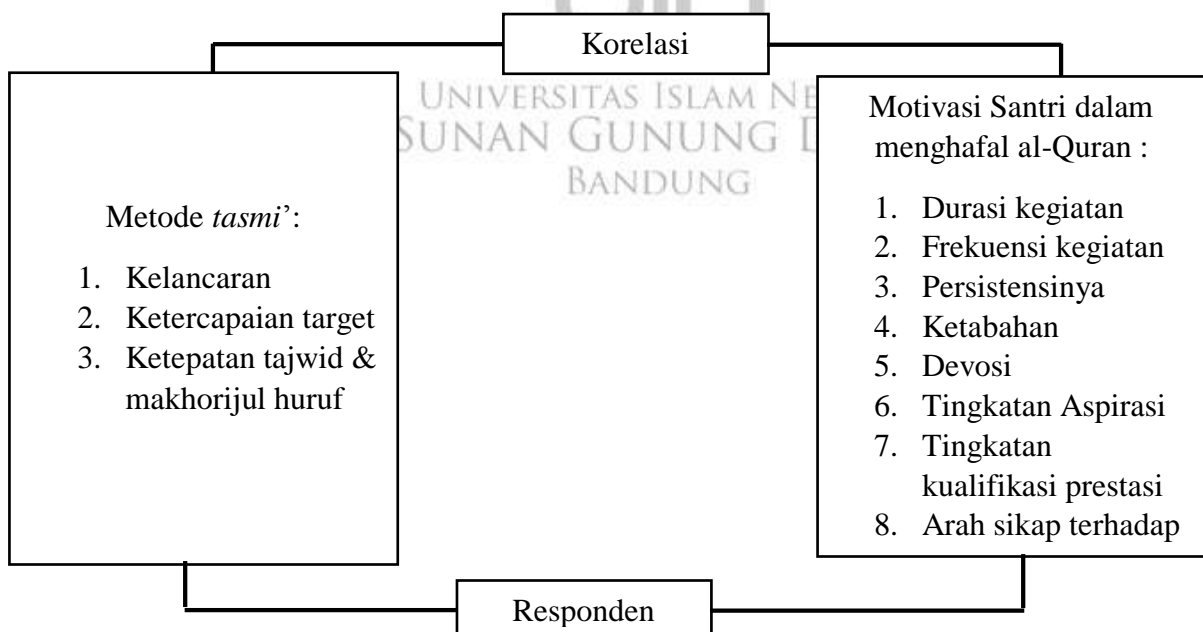 Korelasi
UNIVERSITAS ISLAM
SUNAN GUNUNG
BANDUNG
Metode tasmi’:
1. Kelancaran
2. Ketercapaian target
3. Ketepatan tajwid &
makhorijul huruf
Motivasi Santri dalam
menghafal al-Quran :
1. Durasi kegiatan
2. Frekuensi kegiatan
3. Persistensinya
4. Ketabahan
5. Devosi
6. Tingkatan Aspirasi
7. Tingkatan
kualifikasi prestasi
8. Arah sikap terhadap
Responden